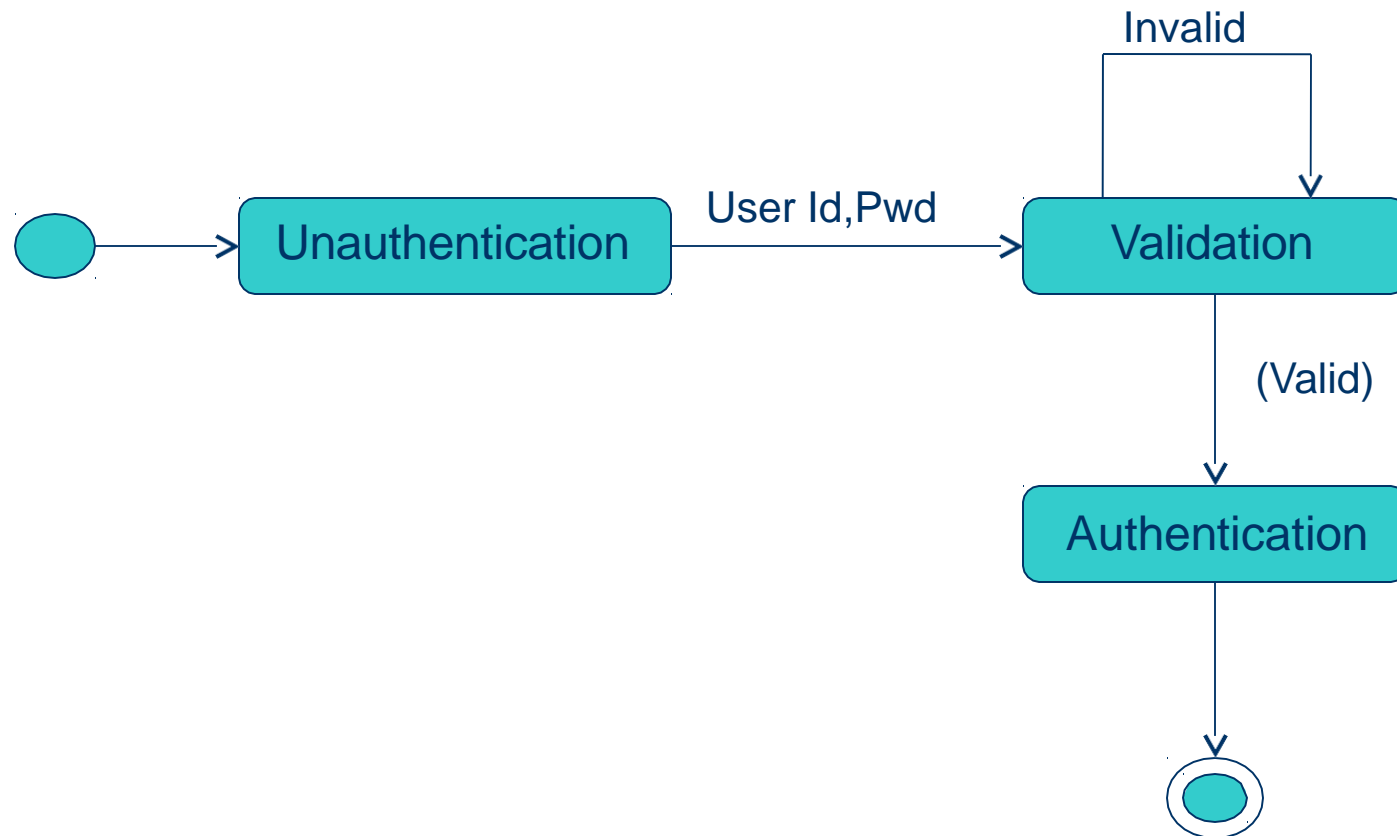 Invalid
User Id,Pwd
Unauthentication
Validation
(Valid)
Authentication